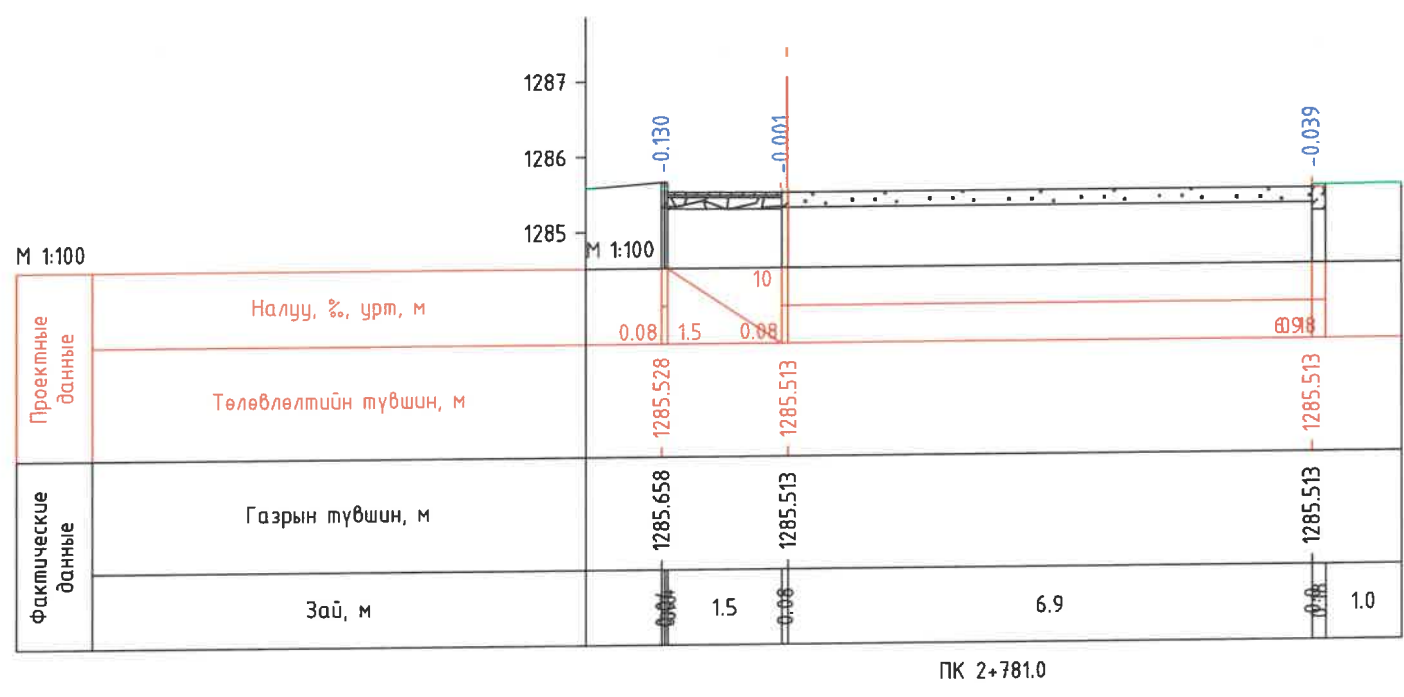 1287
1286
1285
-0.130
-0.001
-0.039
М 1:100
М 1:100
Проектные данные
Налуу, ‰, урт, м
0.08
1.5
0.08
10
Төлөвлөлтийн түвшин, м
1285.528
1285.513
1285.513
Фактические данные
Газрын түвшин, м
1285.658
1285.513
1285.513
Зай, м
1.5
0.08
6.9
1.0
ПК 2+781.0